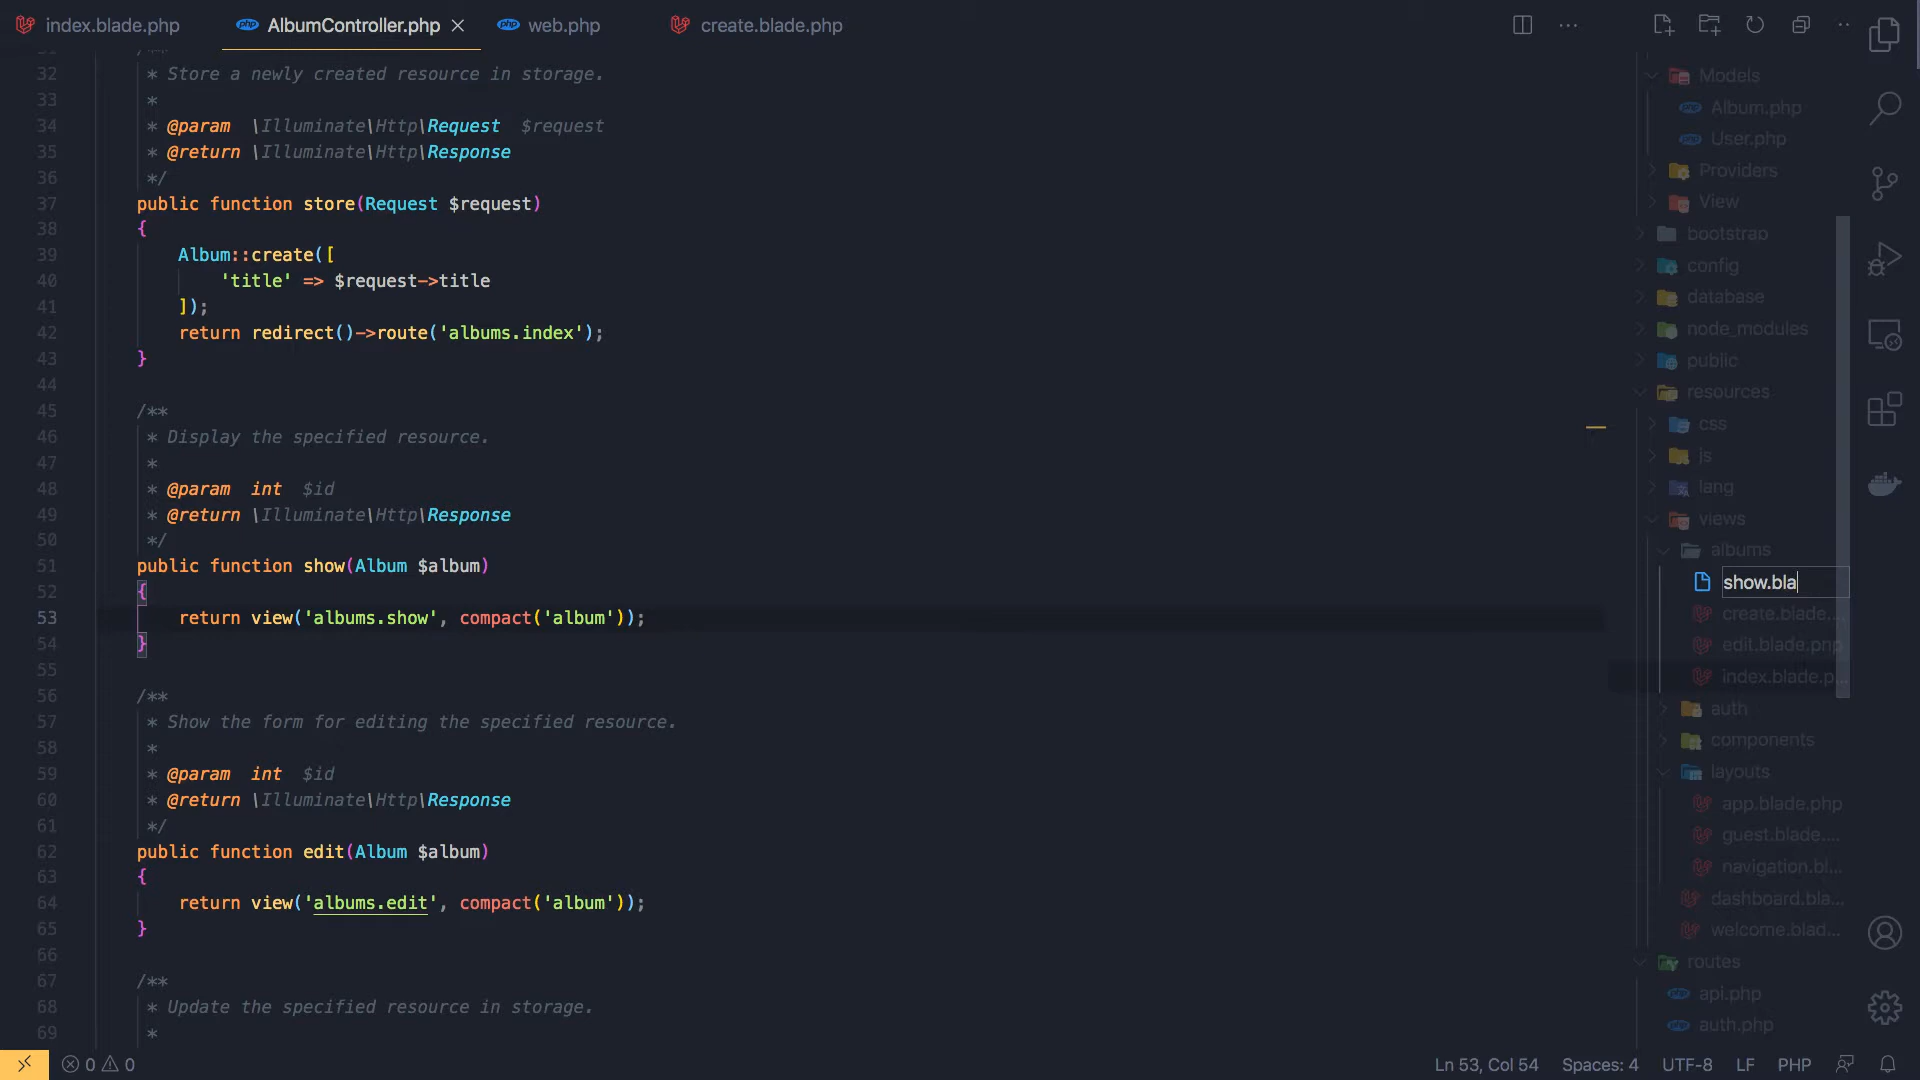 index.blade.php
AlbumController.php
web.php
create.blade.php
32 * Store a newly created resource in storage.
33 *
34 * @param  \Illuminate\Http\Request  $request
35 * @return \Illuminate\Http\Response
36 */
37 public function store(Request $request)
38 {
39 Album::create([
40 'title' => $request->title
41 ]);
42 return redirect()->route('albums.index');
43 }
44
45 /**
46 * Display the specified resource.
47 *
48 * @param  int  $id
49 * @return \Illuminate\Http\Response
50 */
51 public function show(Album $album)
52 {
53 return view('albums.show', compact('album'));
54 }
55
56 /**
57 * Show the form for editing the specified resource.
58 *
59 * @param  int  $id
60 * @return \Illuminate\Http\Response
61 */
62 public function edit(Album $album)
63 {
64 return view('albums.edit', compact('album'));
65 }
66
67 /**
68 * Update the specified resource in storage.
69 *
Models
Album.php
User.php
Providers
View
bootstrap
config
database
node_modules
public
resources
css
js
lang
views
albums
show.bla
create.blade....
edit.blade.php
index.blade.p...
auth
components
layouts
app.blade.php
guest.blade....
navigation.bl...
dashboard.bla...
welcome.blad...
routes
api.php
auth.php
0 0
Ln 53, Col 54
Spaces: 4
UTF-8
LF
PHP